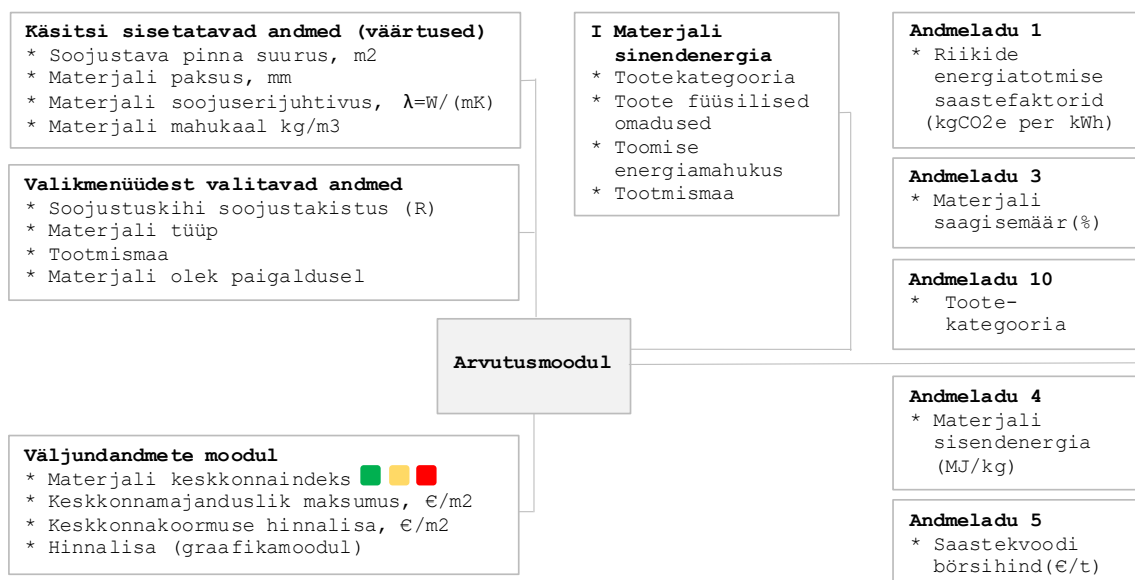 Käsitsi sisetatavad andmed (väärtused)
* Soojustava pinna suurus, m2
* Materjali paksus, mm
* Materjali soojuserijuhtivus, λ=W/(mK)
* Materjali mahukaal kg/m3
Valikmenüüdest valitavad andmed
* Soojustuskihi soojustakistus (R)
* Materjali tüüp
* Tootmismaa
* Materjali olek paigaldusel
I Materjali
sinendenergia
* Tootekategooria
* Toote füüsilised
omadused
* Toomise
energiamahukus
* Tootmismaa
Arvutusmoodul
Väljundandmete moodul
* Materjali keskkonnaindeks
* Keskkonnamajanduslik maksumus, €/m2
* Keskkonnakoormuse hinnalisa, €/m2
* Hinnalisa (graafikamoodul)
Andmeladu 1
* Riikide
energiatotmise
saastefaktorid
(kgCO2e per kWh)
Andmeladu 3
* Materjali
saagisemäär(%)
Andmeladu 10
* Toote-
kategooria
Andmeladu 4
* Materjali
sisendenergia
(MJ/kg)
Andmeladu 5
* Saastekvoodi
börsihind(€/t)